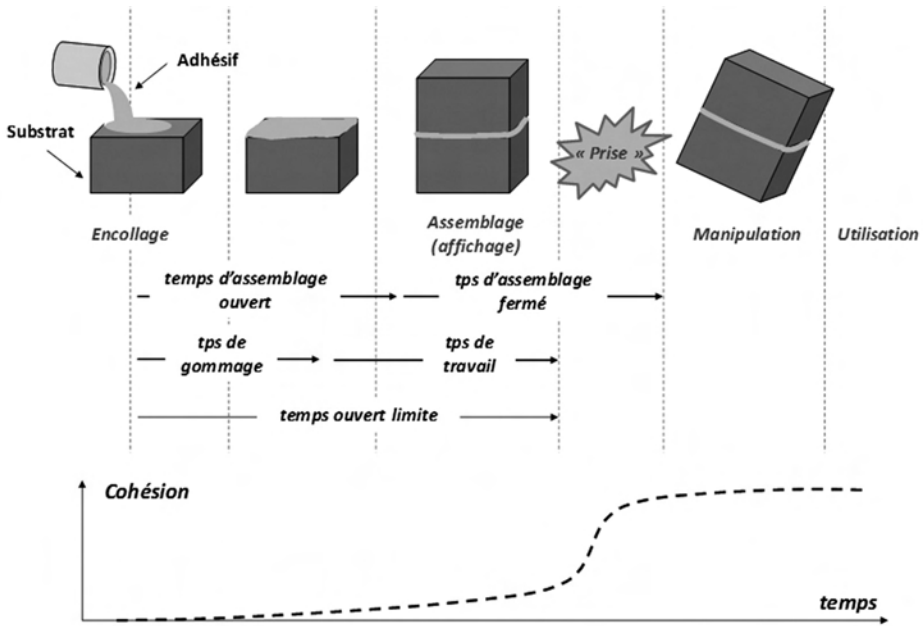 Adhésif
Substrat
« Prise »
Encollage
Assemblage
(affichage)
Manipulation
Utilisation
temps d'assemblage
ouvert
tps d'assemblage
fermé
tps de
gommage
tps de
travail
temps ouvert limite
Cohésion
temps